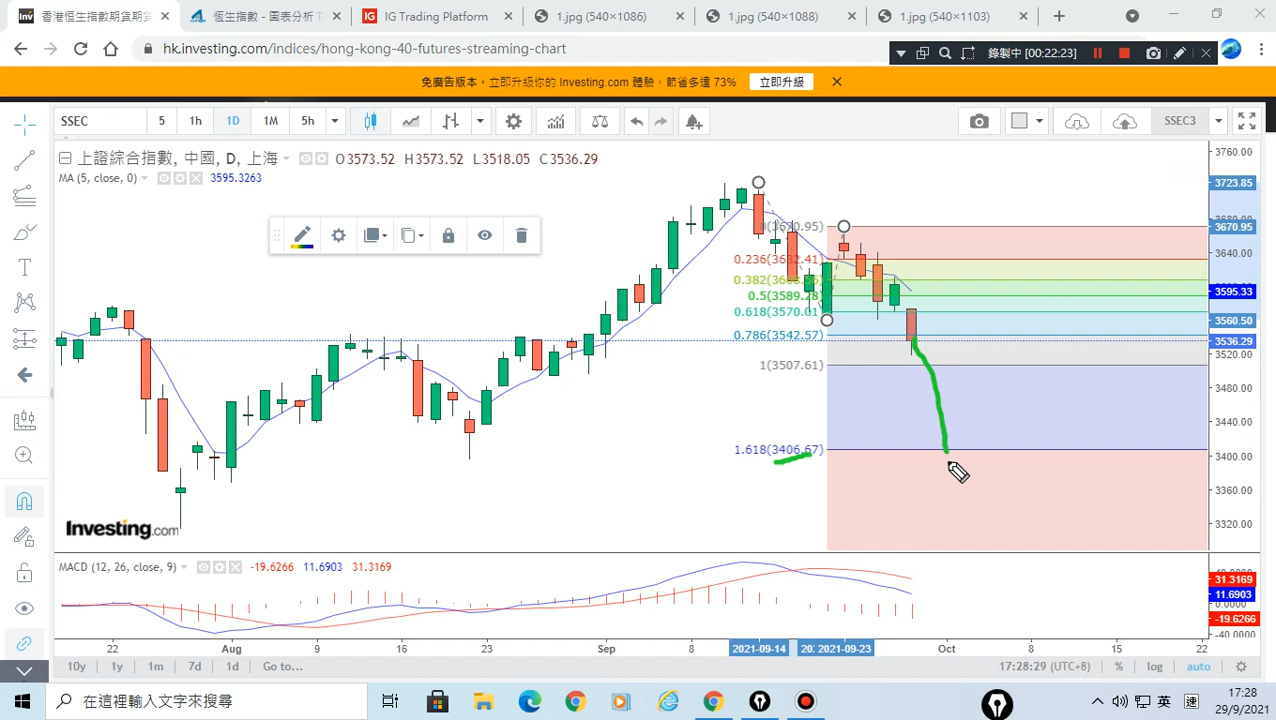 香港恒生指數期貨期貨
恆生指數 - 圖表分析 T
IG Trading Platform
1.jpg (540×1086)
1.jpg (540×1088)
1.jpg (540×1103)
hk.investing.com/indices/hong-kong-40-futures-streaming-chart
錄製中 [00:22:23]
免廣告版本。立即升級你的 Investing.com 體驗，節省多達 73%
立即升級
SSEC 5 1h 1D 1M 5h SSEC3
上證綜合指數, 中國, D, 上海 O3573.52 H3573.52 L3518.05 C3536.29
MA (5, close, 0) 3595.3263
3760.00
3723.85
3670.95
3640.00
3595.33
3560.50
3536.29
3520.00
3480.00
3440.00
3400.00
3360.00
3320.00
0.5(3589.28)
0.618(3570.01)
0.786(3542.57)
1(3507.61)
1.618(3406.67)
Investing.com
MACD (12, 26, close, 9) -19.6266 11.6903 31.3169
31.3169
11.6903
0.0000
-19.6266
-40.0000
22 Aug 9 16 23 Sep 8 2021-09-14 2021-09-23 Oct 8 15 22
10y 1y 1m 7d 1d Go to... 17:28:29 (UTC+8) % log auto
在這裡輸入文字來搜尋
英
17:28
29/9/2021